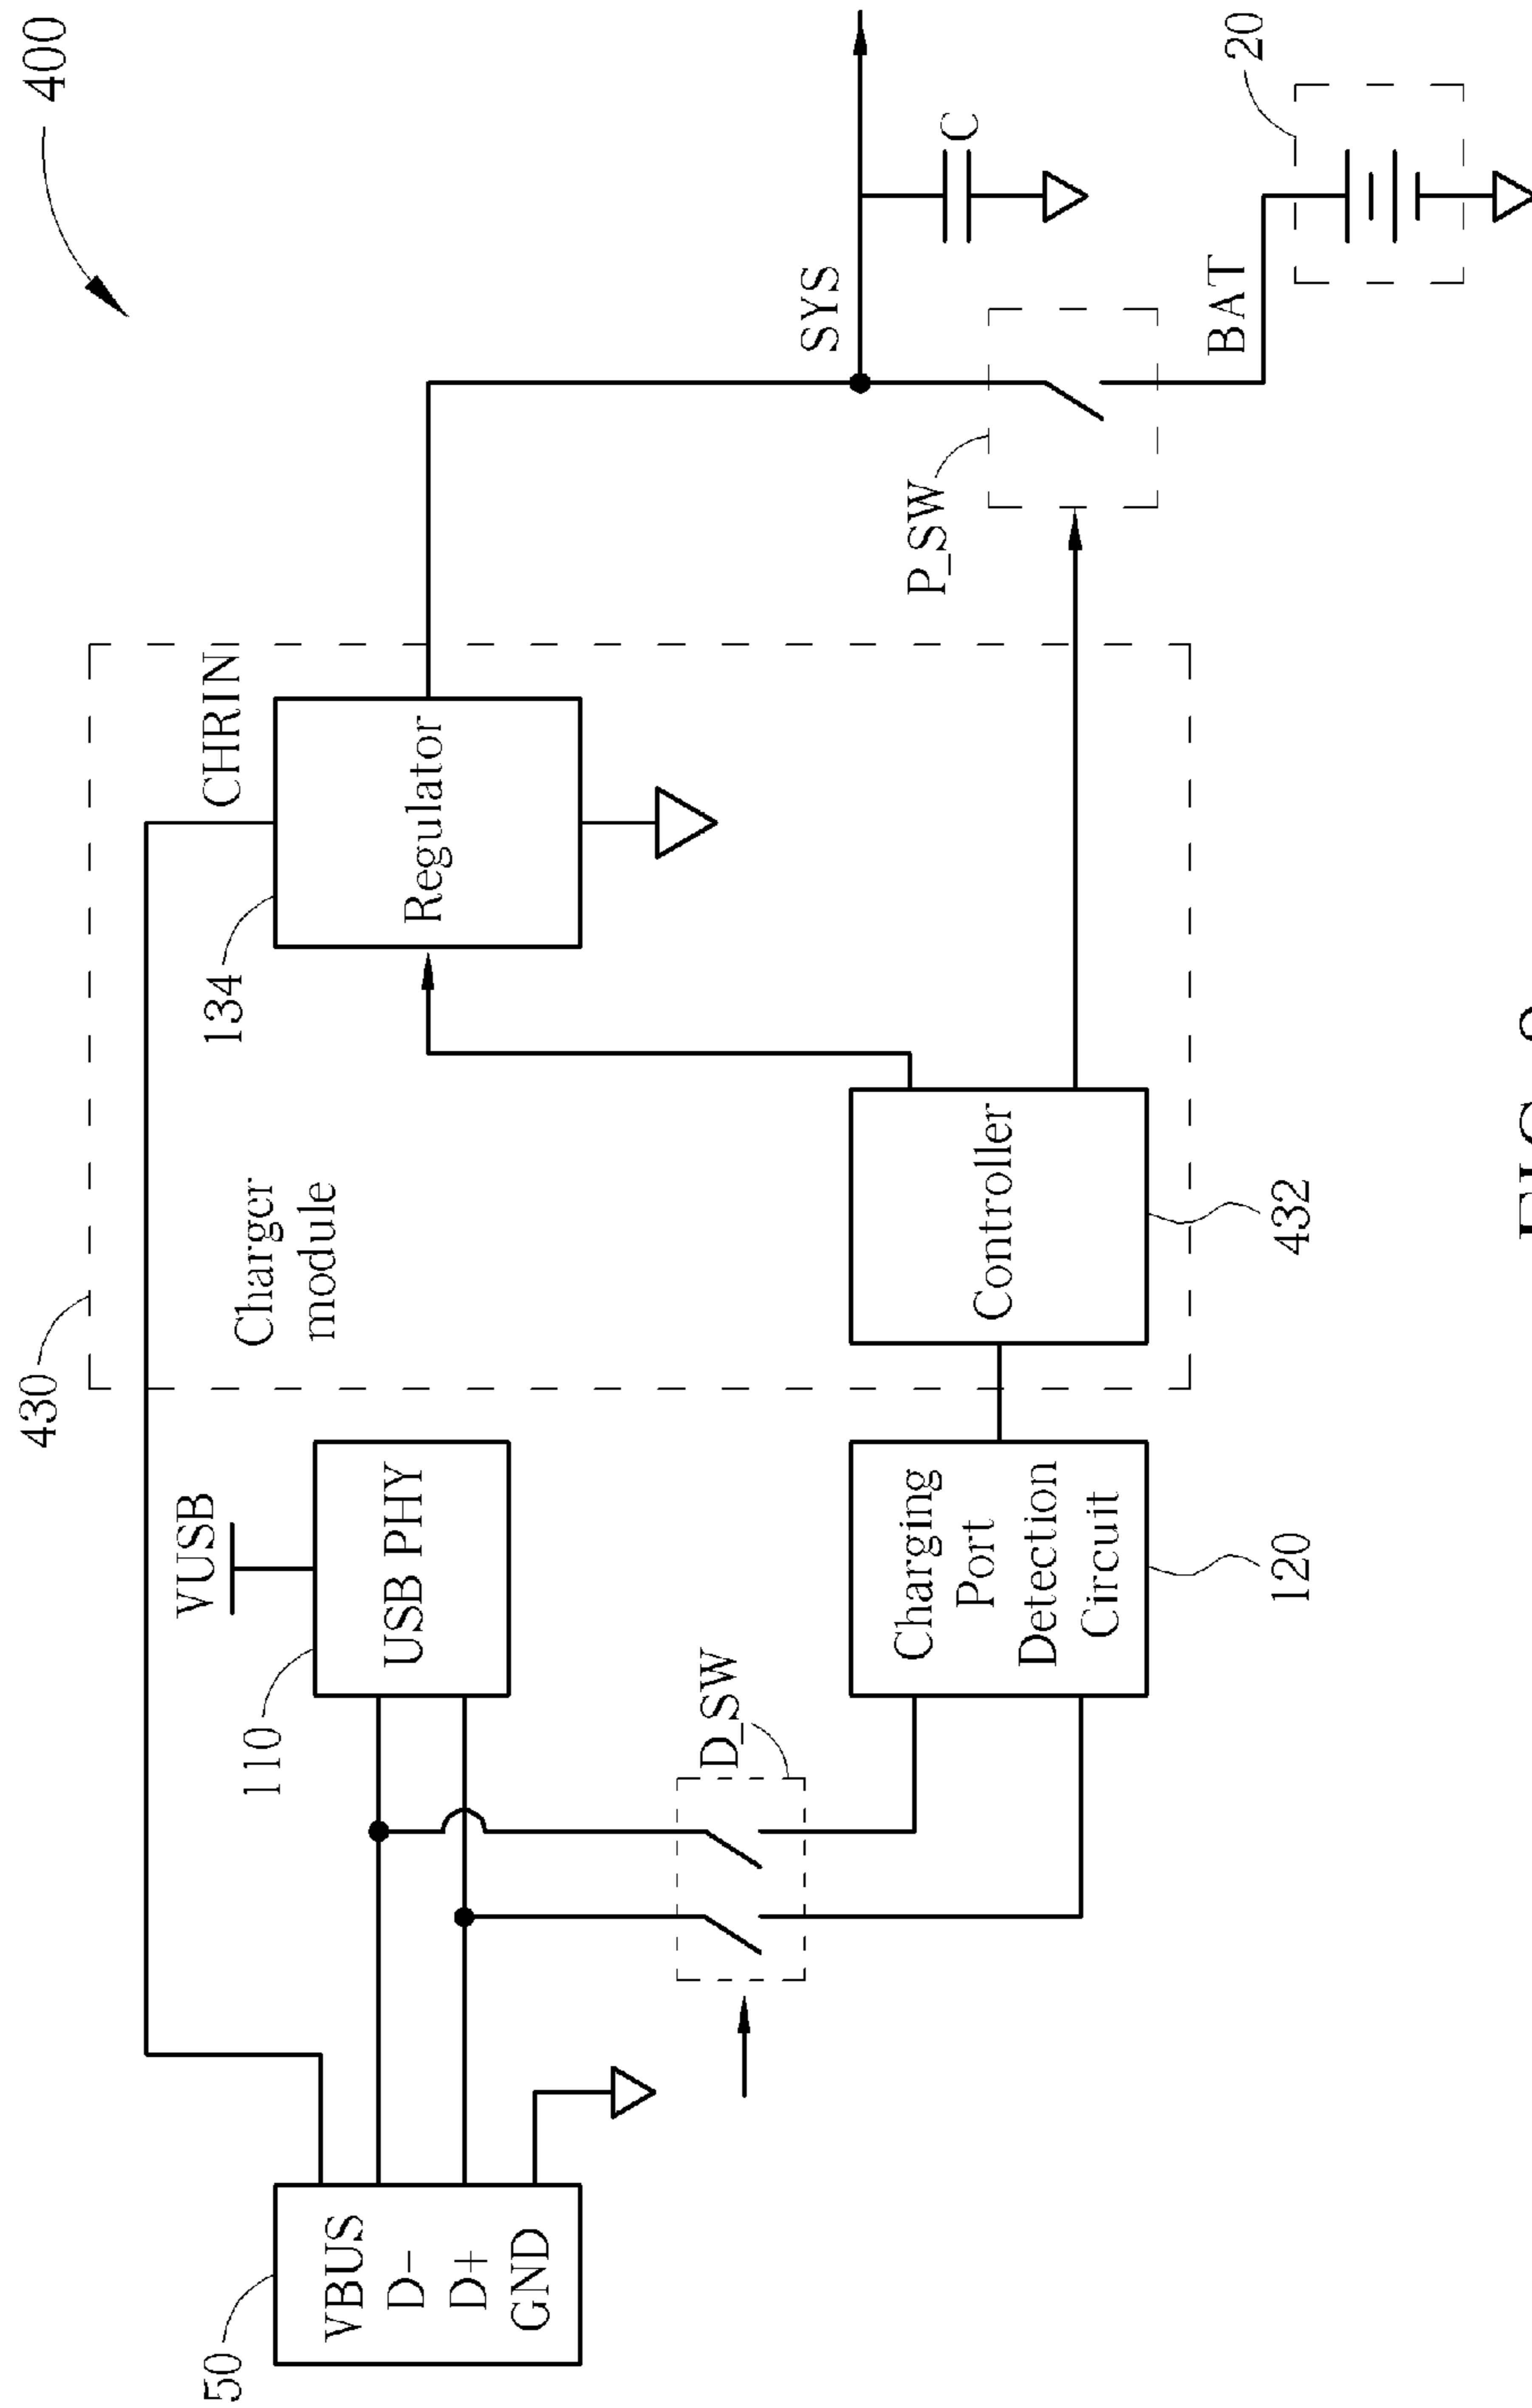 400
430
Charger
module
CHRIN
134
Regulator
SYS
C
P_SW
BAT
20
VUSB
110
USB PHY
50
VBUS
D−
D+
GND
D_SW
Charging
Port
Detection
Circuit
120
Controller
432